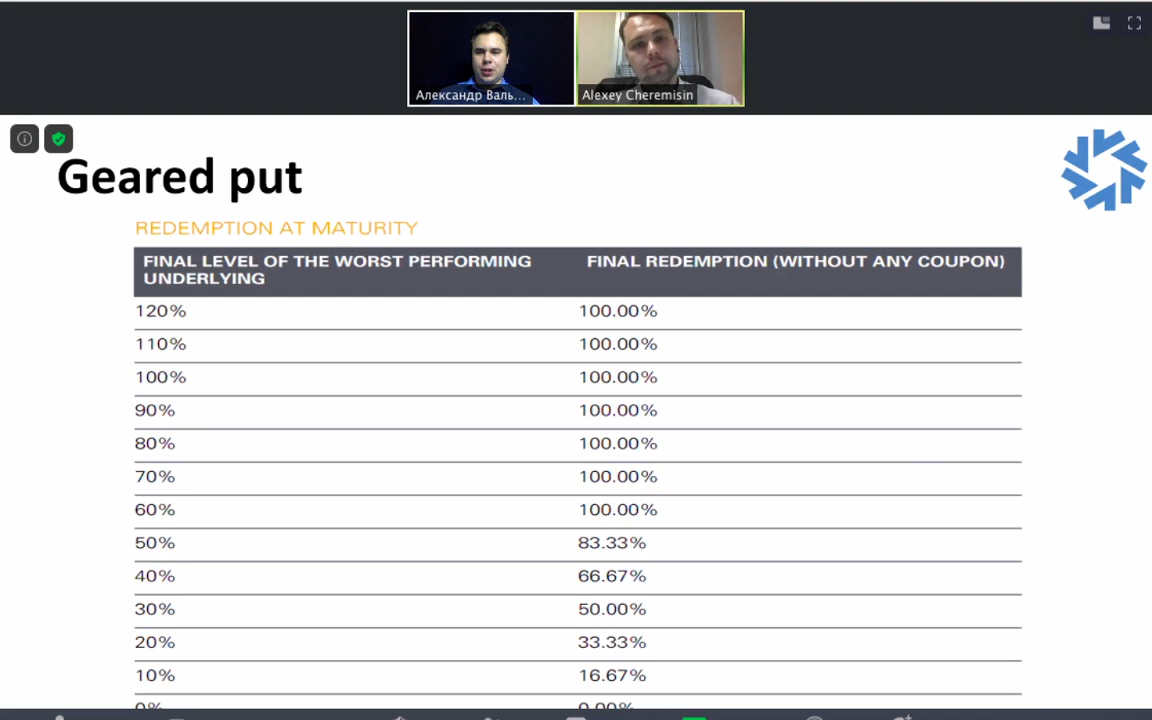 Александр Валь...
Alexey Cheremisin
Geared put
REDEMPTION AT MATURITY
FINAL LEVEL OF THE WORST PERFORMING
UNDERLYING
FINAL REDEMPTION (WITHOUT ANY COUPON)
120% 100.00%
110% 100.00%
100% 100.00%
90% 100.00%
80% 100.00%
70% 100.00%
60% 100.00%
50% 83.33%
40% 66.67%
30% 50.00%
20% 33.33%
10% 16.67%
0% 0.00%